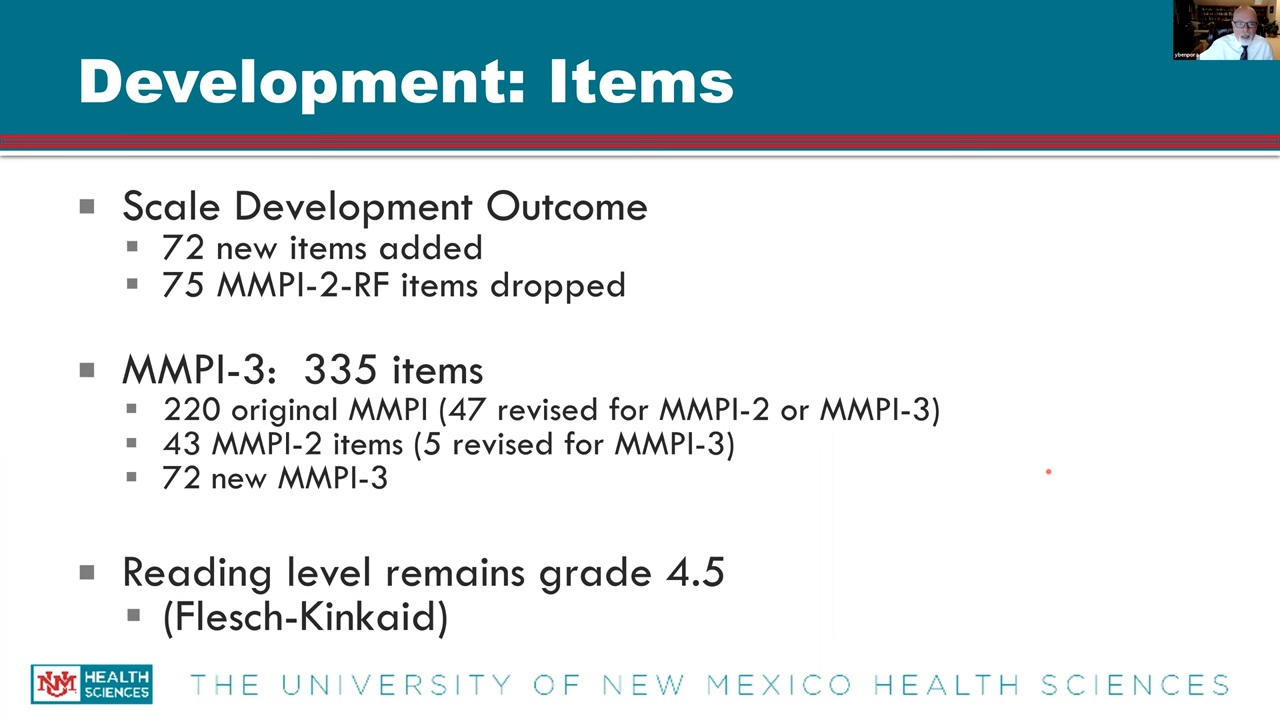 Development: Items
ybenpora
▪ Scale Development Outcome
▪ 72 new items added
▪ 75 MMPI-2-RF items dropped
▪ MMPI-3: 335 items
▪ 220 original MMPI (47 revised for MMPI-2 or MMPI-3)
▪ 43 MMPI-2 items (5 revised for MMPI-3)
▪ 72 new MMPI-3
▪ Reading level remains grade 4.5
▪ (Flesch-Kinkaid)
UNM HEALTH
SCIENCES
THE UNIVERSITY OF NEW MEXICO HEALTH SCIENCES